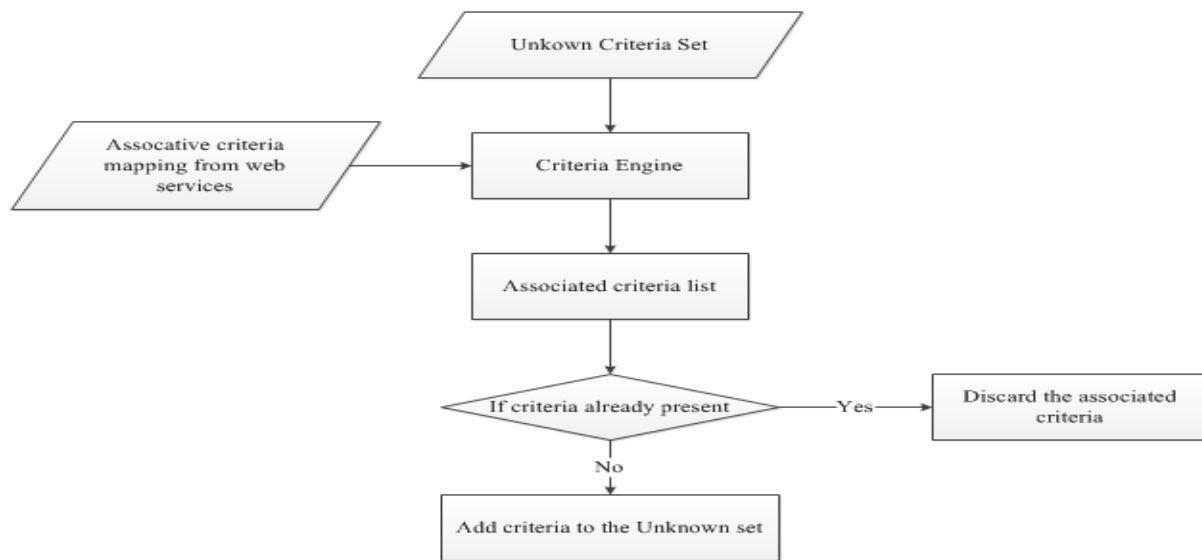 Unkown Criteria Set
Assocative criteria
mapping from web
services
Criteria Engine
Associated criteria list
If criteria already present
Yes
Discard the associated
criteria
No
Add criteria to the Unknown set